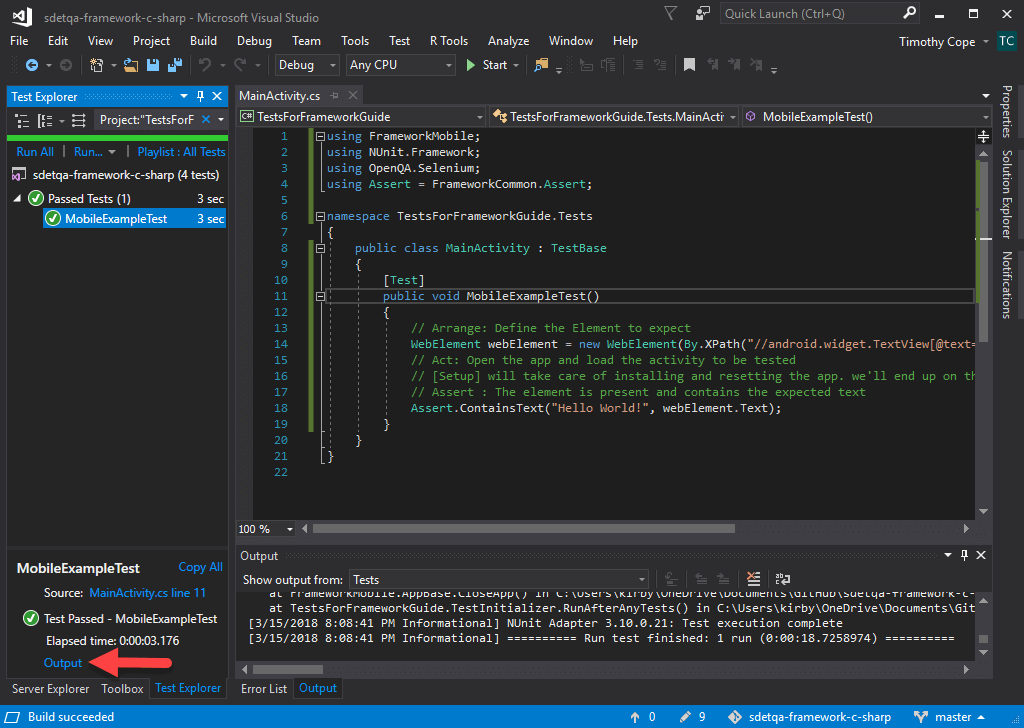 sdetqa-framework-c-sharp - Microsoft Visual Studio
Quick Launch (Ctrl+Q)
File Edit View Project Build Debug Team Tools Test R Tools Analyze Window Help
Timothy Cope TC
Debug Any CPU Start
Test Explorer
Project:"TestsForF
Run All | Run... | Playlist : All Tests
sdetqa-framework-c-sharp (4 tests)
Passed Tests (1) 3 sec
MobileExampleTest 3 sec
MainActivity.cs
C# TestsForFrameworkGuide TestsForFrameworkGuide.Tests.MainActiv MobileExampleTest()
1 using FrameworkMobile;
2 using NUnit.Framework;
3 using OpenQA.Selenium;
4 using Assert = FrameworkCommon.Assert;
5
6 namespace TestsForFrameworkGuide.Tests
7 {
8 public class MainActivity : TestBase
9 {
10 [Test]
11 public void MobileExampleTest()
12 {
13 // Arrange: Define the Element to expect
14 WebElement webElement = new WebElement(By.XPath("//android.widget.TextView[@text=
15 // Act: Open the app and load the activity to be tested
16 // [Setup] will take care of installing and resetting the app. we'll end up on th
17 // Assert : The element is present and contains the expected text
18 Assert.ContainsText("Hello World!", webElement.Text);
19 }
20 }
21 }
22
100 %
Properties
Solution Explorer
Notifications
MobileExampleTest Copy All
Source: MainActivity.cs line 11
Test Passed - MobileExampleTest
Elapsed time: 0:00:03.176
Output
Output
Show output from: Tests
at FrameworkMobile.AppBase.CloseApp() in C:\Users\kirby\OneDrive\Documents\GitHub\sdetqa-framework-c-
at TestsForFrameworkGuide.TestInitializer.RunAfterAnyTests() in C:\Users\kirby\OneDrive\Documents\Git
[3/15/2018 8:08:41 PM Informational] NUnit Adapter 3.10.0.21: Test execution complete
[3/15/2018 8:08:41 PM Informational] ========== Run test finished: 1 run (0:00:18.7258974) ==========
Server Explorer Toolbox Test Explorer
Error List Output
Build succeeded 0 9 sdetqa-framework-c-sharp master